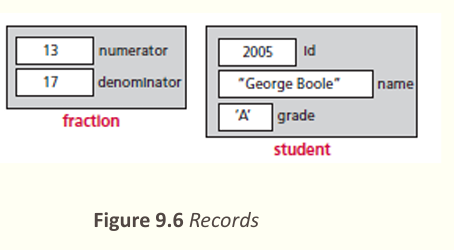 13 numerator
17 denominator
fraction
2005 id
"George Boole" name
'A' grade
student
Figure 9.6 Records